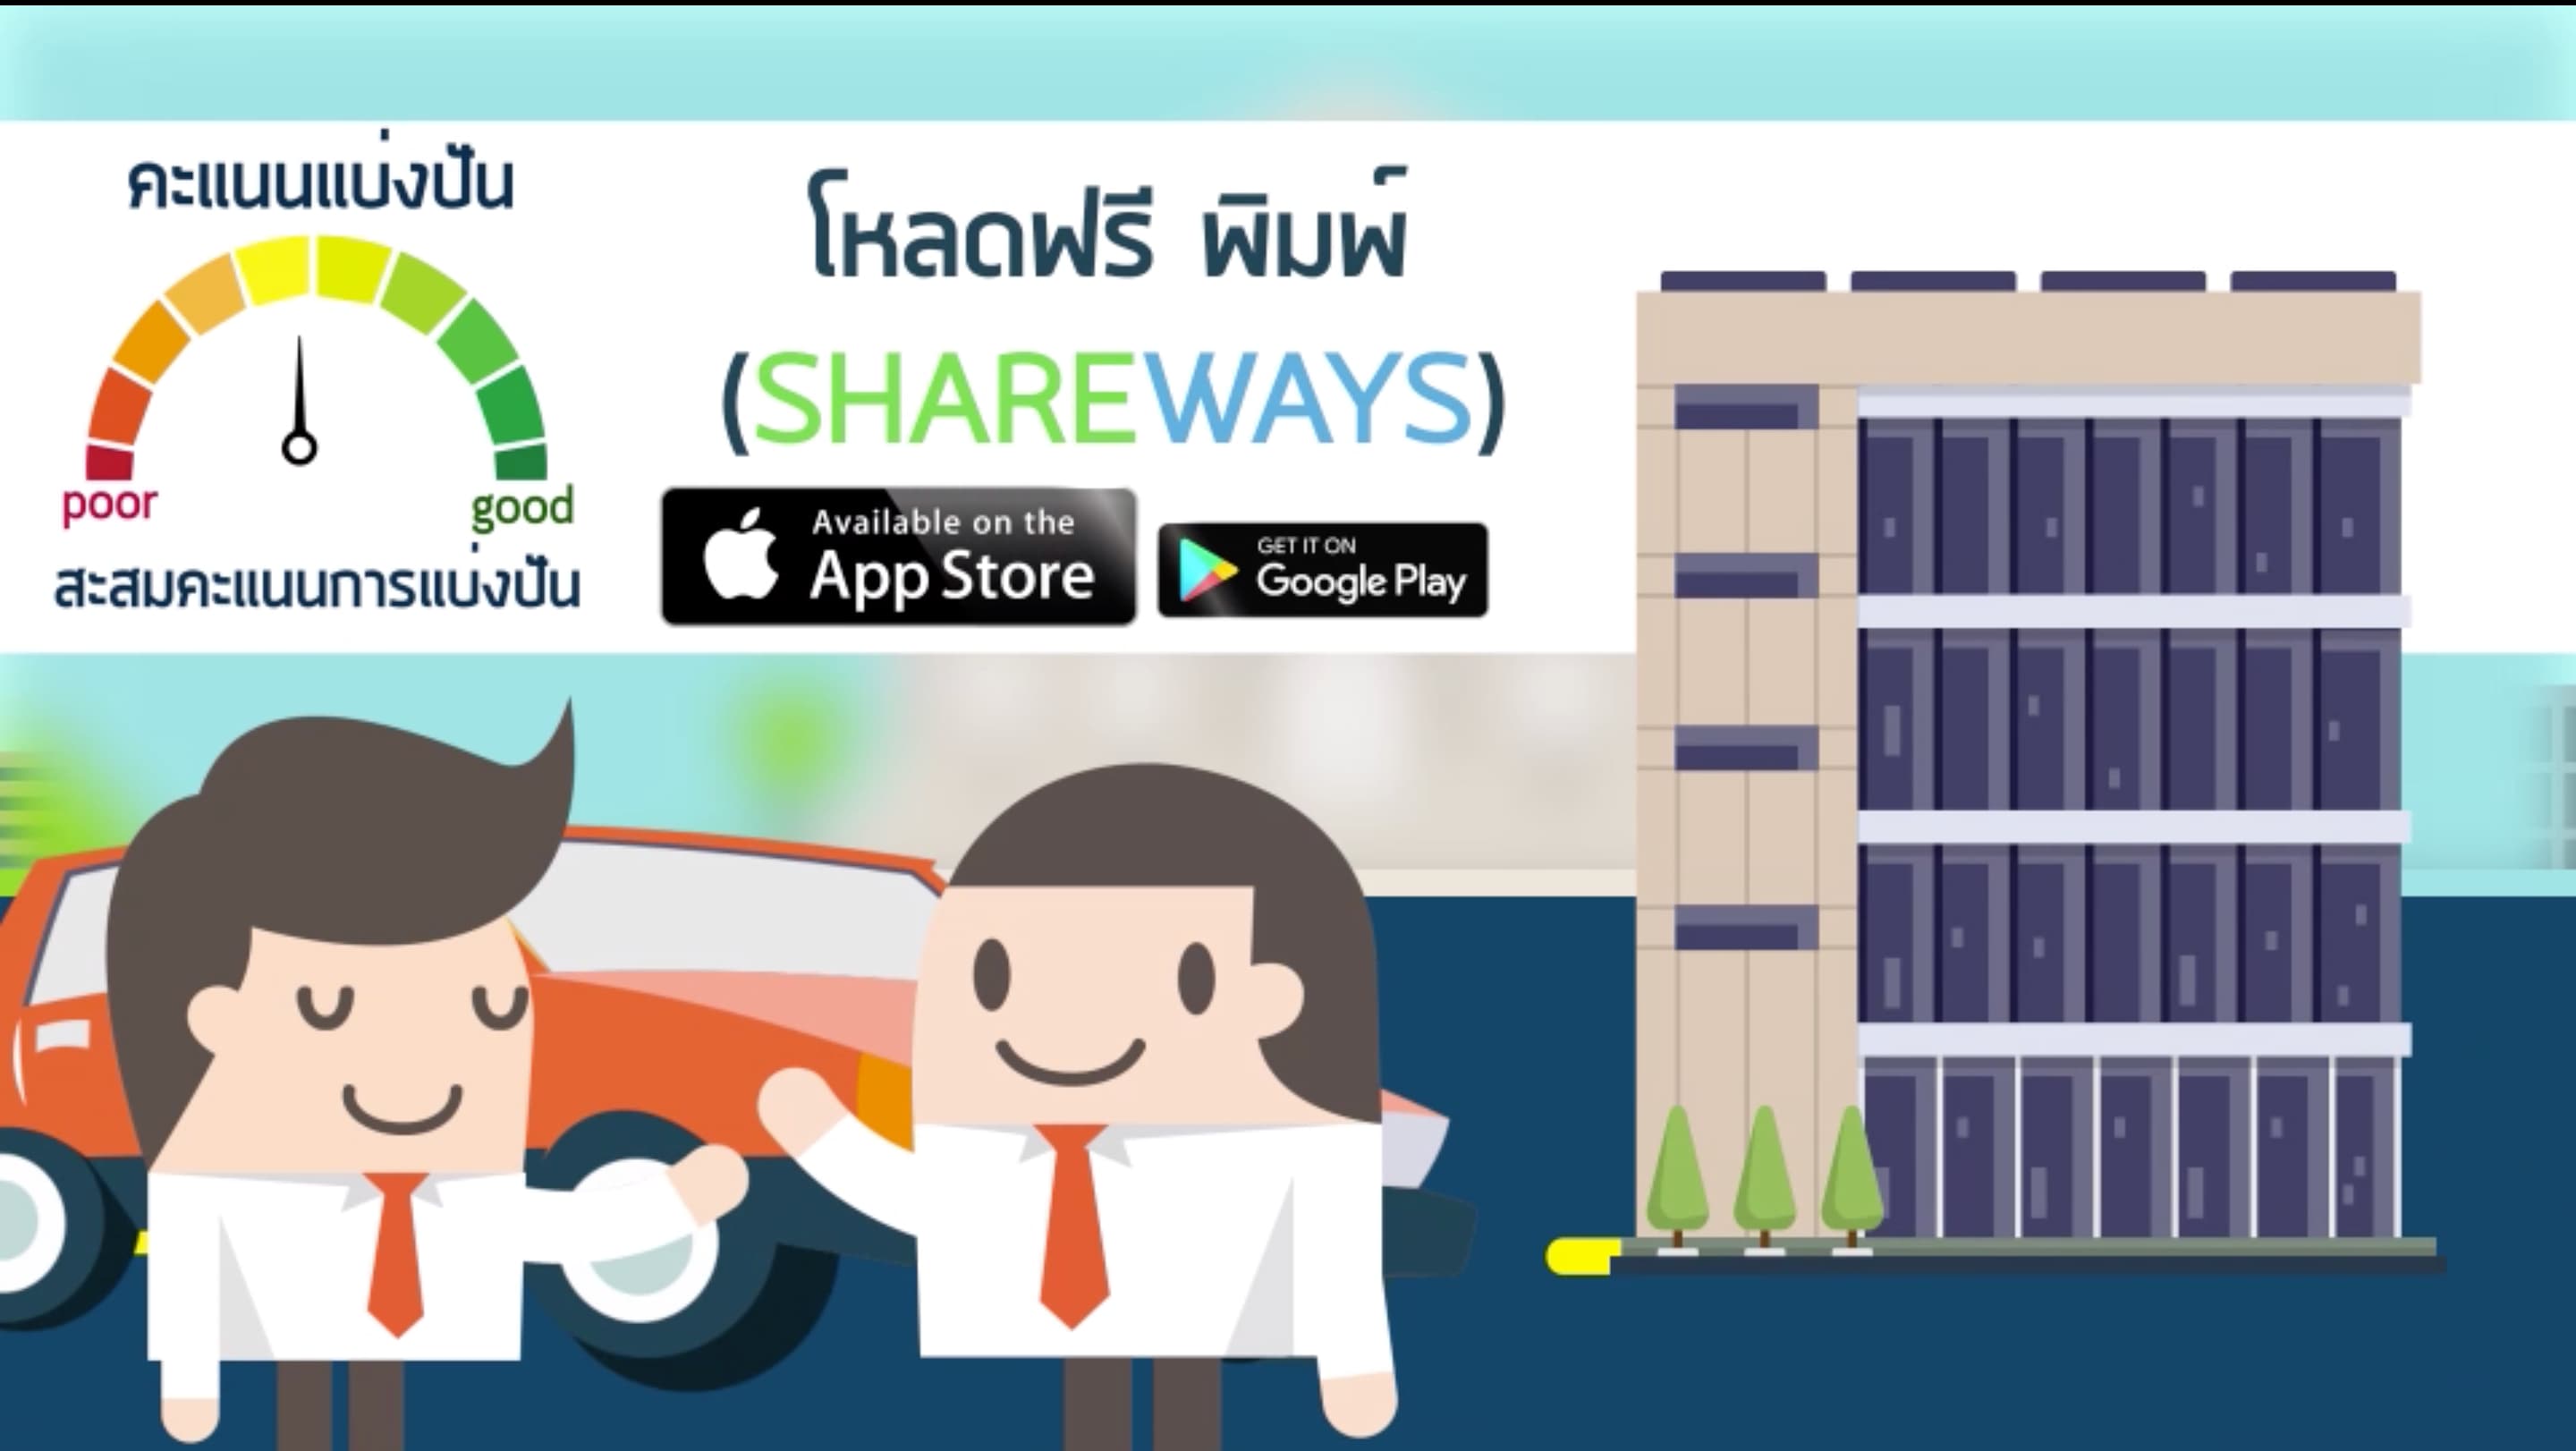 คะแนนแบ่งปัน
poor
good
สะสมคะแนนการแบ่งปัน
โหลดฟรี พิมพ์
(SHAREWAYS)
Available on the
App Store
GET IT ON
Google Play